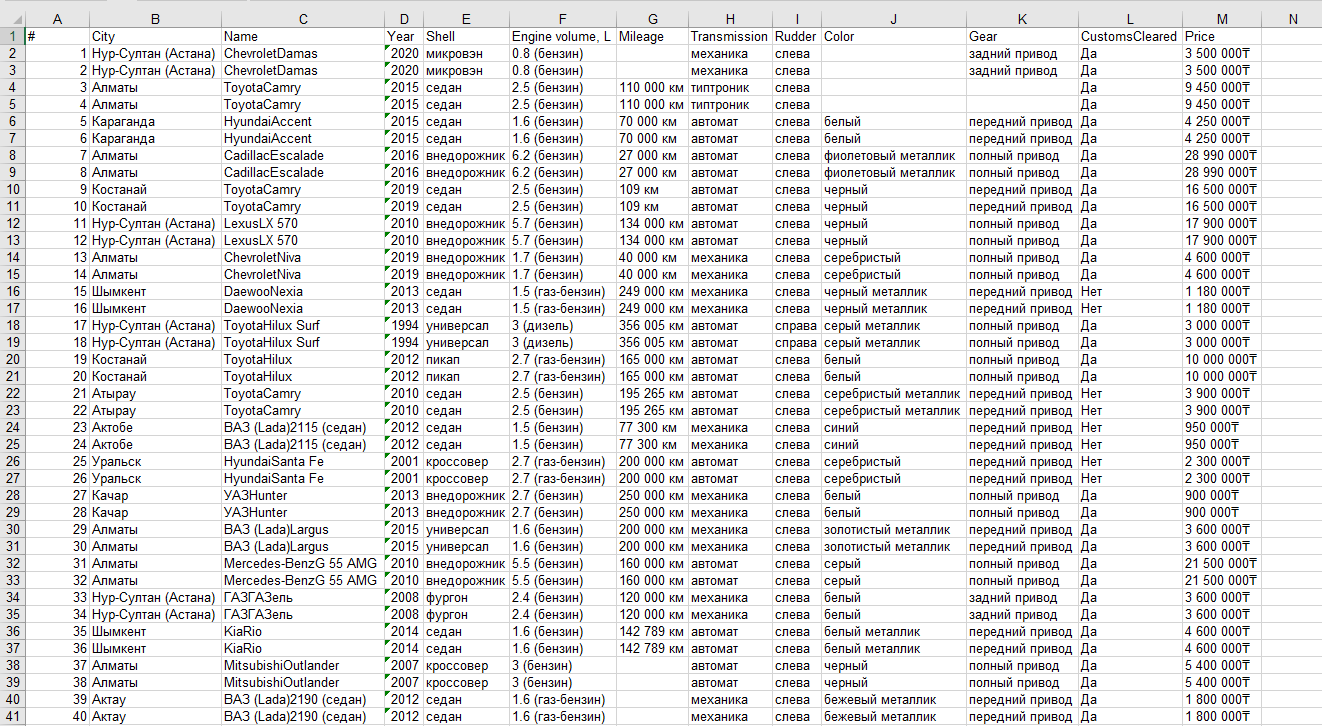 A B C D E F G H I J K L M N
1 # City Name Year Shell Engine volume, L Mileage Transmission Rudder Color Gear CustomsCleared Price
2 1 Нур-Султан (Астана) ChevroletDamas 2020 микровэн 0.8 (бензин) механика слева задний привод Да 3 500 000₸
3 2 Нур-Султан (Астана) ChevroletDamas 2020 микровэн 0.8 (бензин) механика слева задний привод Да 3 500 000₸
4 3 Алматы ToyotaCamry 2015 седан 2.5 (бензин) 110 000 км типтроник слева Да 9 450 000₸
5 4 Алматы ToyotaCamry 2015 седан 2.5 (бензин) 110 000 км типтроник слева Да 9 450 000₸
6 5 Караганда HyundaiAccent 2015 седан 1.6 (бензин) 70 000 км автомат слева белый передний привод Да 4 250 000₸
7 6 Караганда HyundaiAccent 2015 седан 1.6 (бензин) 70 000 км автомат слева белый передний привод Да 4 250 000₸
8 7 Алматы CadillacEscalade 2016 внедорожник 6.2 (бензин) 27 000 км автомат слева фиолетовый металлик полный привод Да 28 990 000₸
9 8 Алматы CadillacEscalade 2016 внедорожник 6.2 (бензин) 27 000 км автомат слева фиолетовый металлик полный привод Да 28 990 000₸
10 9 Костанай ToyotaCamry 2019 седан 2.5 (бензин) 109 км автомат слева черный передний привод Да 16 500 000₸
11 10 Костанай ToyotaCamry 2019 седан 2.5 (бензин) 109 км автомат слева черный передний привод Да 16 500 000₸
12 11 Нур-Султан (Астана) LexusLX 570 2010 внедорожник 5.7 (бензин) 134 000 км автомат слева черный полный привод Да 17 900 000₸
13 12 Нур-Султан (Астана) LexusLX 570 2010 внедорожник 5.7 (бензин) 134 000 км автомат слева черный полный привод Да 17 900 000₸
14 13 Алматы ChevroletNiva 2019 внедорожник 1.7 (бензин) 40 000 км механика слева серебристый полный привод Да 4 600 000₸
15 14 Алматы ChevroletNiva 2019 внедорожник 1.7 (бензин) 40 000 км механика слева серебристый полный привод Да 4 600 000₸
16 15 Шымкент DaewooNexia 2013 седан 1.5 (газ-бензин) 249 000 км механика слева черный металлик передний привод Нет 1 180 000₸
17 16 Шымкент DaewooNexia 2013 седан 1.5 (газ-бензин) 249 000 км механика слева черный металлик передний привод Нет 1 180 000₸
18 17 Нур-Султан (Астана) ToyotaHilux Surf 1994 универсал 3 (дизель) 356 005 км автомат справа серый металлик полный привод Да 3 000 000₸
19 18 Нур-Султан (Астана) ToyotaHilux Surf 1994 универсал 3 (дизель) 356 005 км автомат справа серый металлик полный привод Да 3 000 000₸
20 19 Костанай ToyotaHilux 2012 пикап 2.7 (газ-бензин) 165 000 км автомат слева белый полный привод Да 10 000 000₸
21 20 Костанай ToyotaHilux 2012 пикап 2.7 (газ-бензин) 165 000 км автомат слева белый полный привод Да 10 000 000₸
22 21 Атырау ToyotaCamry 2010 седан 2.5 (бензин) 195 265 км автомат слева серебристый металлик передний привод Нет 3 900 000₸
23 22 Атырау ToyotaCamry 2010 седан 2.5 (бензин) 195 265 км автомат слева серебристый металлик передний привод Нет 3 900 000₸
24 23 Актобе ВАЗ (Lada)2115 (седан) 2012 седан 1.5 (бензин) 77 300 км механика слева синий передний привод Нет 950 000₸
25 24 Актобе ВАЗ (Lada)2115 (седан) 2012 седан 1.5 (бензин) 77 300 км механика слева синий передний привод Нет 950 000₸
26 25 Уральск HyundaiSanta Fe 2001 кроссовер 2.7 (газ-бензин) 200 000 км автомат слева серебристый передний привод Нет 2 300 000₸
27 26 Уральск HyundaiSanta Fe 2001 кроссовер 2.7 (газ-бензин) 200 000 км автомат слева серебристый передний привод Нет 2 300 000₸
28 27 Качар УАЗHunter 2013 внедорожник 2.7 (бензин) 250 000 км механика слева белый полный привод Да 900 000₸
29 28 Качар УАЗHunter 2013 внедорожник 2.7 (бензин) 250 000 км механика слева белый полный привод Да 900 000₸
30 29 Алматы ВАЗ (Lada)Largus 2015 универсал 1.6 (бензин) 200 000 км механика слева золотистый металлик передний привод Да 3 600 000₸
31 30 Алматы ВАЗ (Lada)Largus 2015 универсал 1.6 (бензин) 200 000 км механика слева золотистый металлик передний привод Да 3 600 000₸
32 31 Алматы Mercedes-BenzG 55 AMG 2010 внедорожник 5.5 (бензин) 160 000 км автомат слева серый полный привод Да 21 500 000₸
33 32 Алматы Mercedes-BenzG 55 AMG 2010 внедорожник 5.5 (бензин) 160 000 км автомат слева серый полный привод Да 21 500 000₸
34 33 Нур-Султан (Астана) ГАЗГАЗель 2008 фургон 2.4 (бензин) 120 000 км механика слева белый задний привод Да 3 600 000₸
35 34 Нур-Султан (Астана) ГАЗГАЗель 2008 фургон 2.4 (бензин) 120 000 км механика слева белый задний привод Да 3 600 000₸
36 35 Шымкент KiaRio 2014 седан 1.6 (бензин) 142 789 км автомат слева белый металлик передний привод Да 4 600 000₸
37 36 Шымкент KiaRio 2014 седан 1.6 (бензин) 142 789 км автомат слева белый металлик передний привод Да 4 600 000₸
38 37 Алматы MitsubishiOutlander 2007 кроссовер 3 (бензин) автомат слева черный полный привод Да 5 400 000₸
39 38 Алматы MitsubishiOutlander 2007 кроссовер 3 (бензин) автомат слева черный полный привод Да 5 400 000₸
40 39 Актау ВАЗ (Lada)2190 (седан) 2012 седан 1.6 (газ-бензин) механика слева бежевый металлик передний привод Да 1 800 000₸
41 40 Актау ВАЗ (Lada)2190 (седан) 2012 седан 1.6 (газ-бензин) механика слева бежевый металлик передний привод Да 1 800 000₸